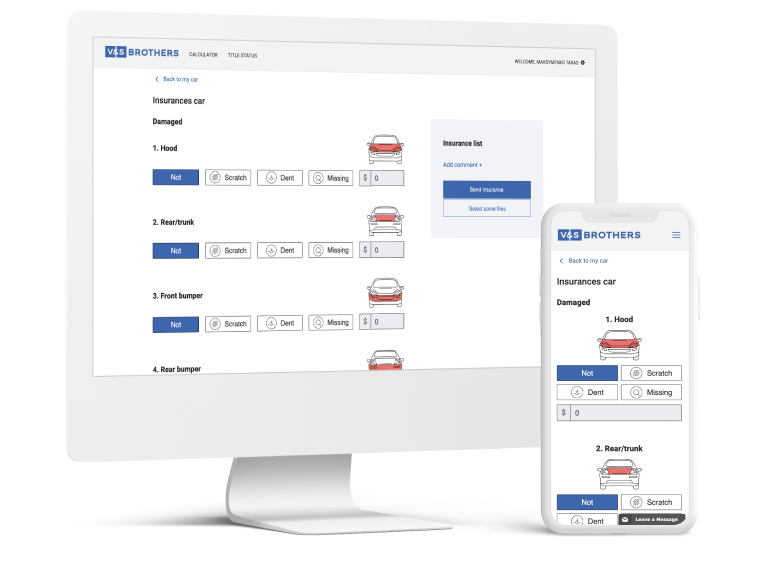 V&S BROTHERS CALCULATOR TITLE STATUS WELCOME, MAKSYMENKO TARAS
Back to my car
Insurances car
Damaged
1. Hood
Not Scratch Dent Missing $ 0
2. Rear/trunk
Not Scratch Dent Missing $ 0
3. Front bumper
Not Scratch Dent Missing $ 0
4. Rear bumper
Insurance list
Add comment +
Send insurance
Select some files
V&S BROTHERS
Back to my car
Insurances car
Damaged
1. Hood
Not Scratch
Dent Missing
$ 0
2. Rear/trunk
Not Scratch
Dent Leave a Message